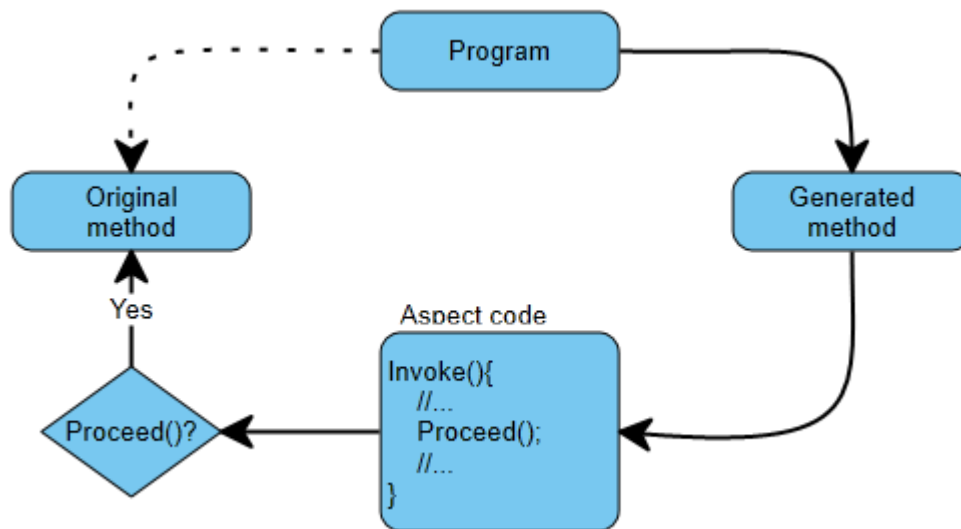 Program
Original
method
Generated
method
Yes
Aspect code
Invoke(){
//...
Proceed();
//...
}
Proceed()?